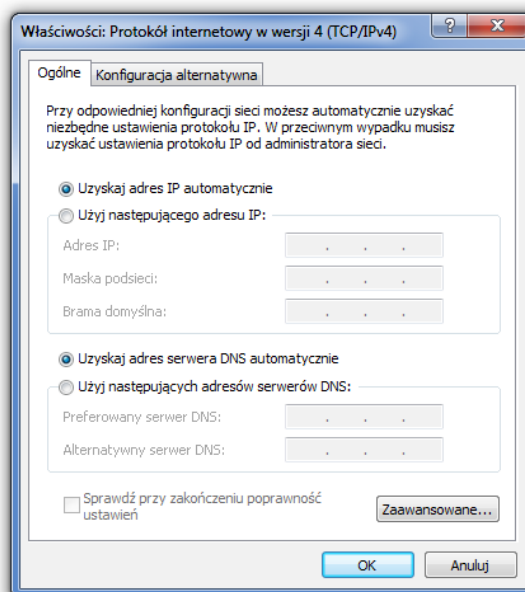 Właściwości: Protokół internetowy w wersji 4 (TCP/IPv4)
Ogólne
Konfiguracja alternatywna
Przy odpowiedniej konfiguracji sieci możesz automatycznie uzyskać
niezbędne ustawienia protokołu IP. W przeciwnym wypadku musisz
uzyskać ustawienia protokołu IP od administratora sieci.
Uzyskaj adres IP automatycznie
Użyj następującego adresu IP:
Adres IP:
Maska podsieci:
Brama domyślna:
Uzyskaj adres serwera DNS automatycznie
Użyj następujących adresów serwerów DNS:
Preferowany serwer DNS:
Alternatywny serwer DNS:
Sprawdź przy zakończeniu poprawność
ustawień
Zaawansowane...
OK
Anuluj